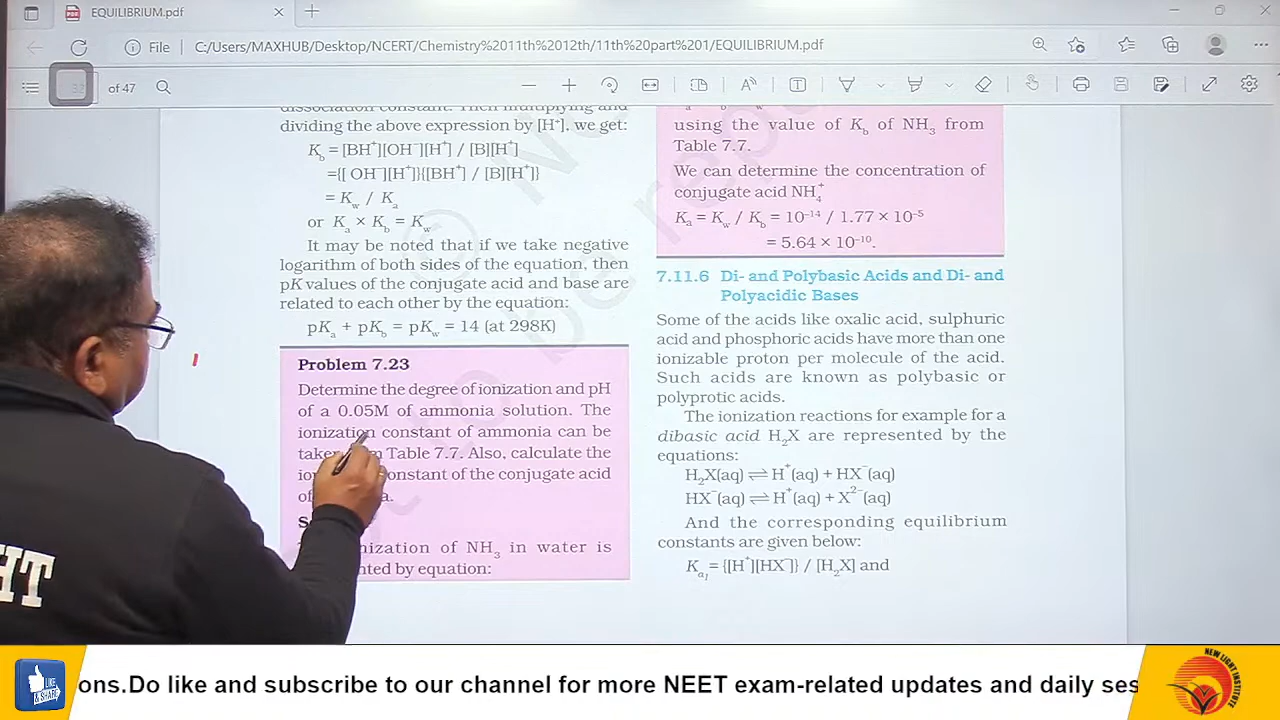 EQUILIBRIUM.pdf
File
C:/Users/MAXHUB/Desktop/NCERT/Chemistry%2011th%2012th/11th%20part%201/EQUILIBRIUM.pdf
of 47
dissociation constant. Then multiplying and
dividing the above expression by [H⁺], we get:
K_b = [BH⁺][OH⁻][H⁺] / [B][H⁺]
={[ OH⁻][H⁺]}{[BH⁺] / [B][H⁺]}
= K_w / K_a
or K_a × K_b = K_w
It may be noted that if we take negative
logarithm of both sides of the equation, then
pK values of the conjugate acid and base are
related to each other by the equation:
pK_a + pK_b = pK_w = 14 (at 298K)
Problem 7.23
Determine the degree of ionization and pH
of a 0.05M of ammonia solution. The
ionization constant of ammonia can be
Table 7.7. Also, calculate the
constant of the conjugate acid
ionization of NH₃ in water is
by equation:
using the value of K_b of NH₃ from
Table 7.7.
We can determine the concentration of
conjugate acid NH₄⁺
K_a = K_w / K_b = 10⁻¹⁴ / 1.77 × 10⁻⁵
= 5.64 × 10⁻¹⁰.
7.11.6 Di- and Polybasic Acids and Di- and
Polyacidic Bases
Some of the acids like oxalic acid, sulphuric
acid and phosphoric acids have more than one
ionizable proton per molecule of the acid.
Such acids are known as polybasic or
polyprotic acids.
The ionization reactions for example for a
dibasic acid H₂X are represented by the
equations:
H₂X(aq) ⇌ H⁺(aq) + HX⁻(aq)
HX⁻(aq) ⇌ H⁺(aq) + X²⁻(aq)
And the corresponding equilibrium
constants are given below:
K_a₁ = {[H⁺][HX⁻]} / [H₂X] and
HT
LIKE
& SHARE
ons.Do like and subscribe to our channel for more NEET exam-related updates and daily ses
NEW LIGHT INSTITUTE